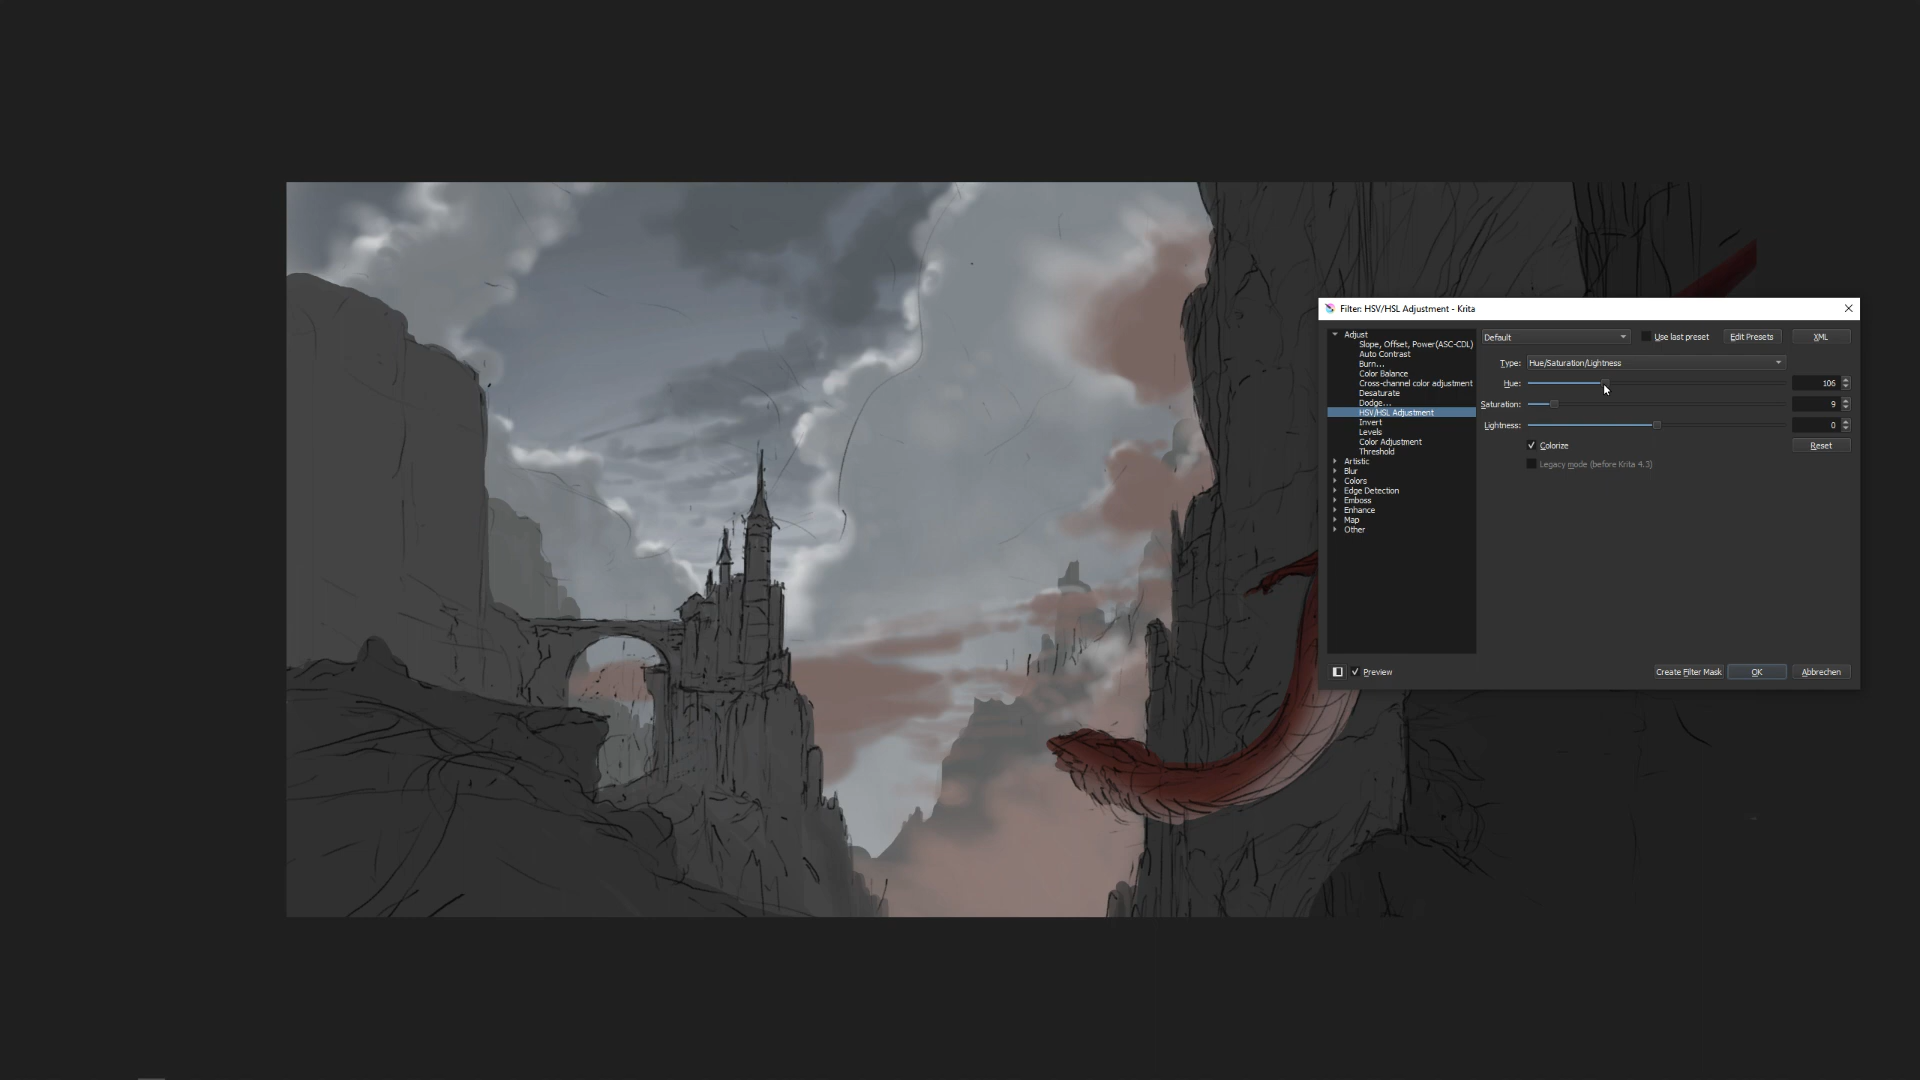 Filter: HSV/HSL Adjustment - Krita
Adjust
Slope, Offset, Power(ASC-CDL)
Auto Contrast
Burn...
Color Balance
Cross-channel color adjustment
Desaturate
Dodge...
HSV/HSL Adjustment
Invert
Levels
Color Adjustment
Threshold
Artistic
Blur
Colors
Edge Detection
Emboss
Enhance
Map
Other
Default
Use last preset
Edit Presets
XML
Type: Hue/Saturation/Lightness
Hue: 106
Saturation: 9
Lightness: 0
Colorize
Reset
Legacy mode (before Krita 4.3)
Preview
Create Filter Mask
OK
Abbrechen